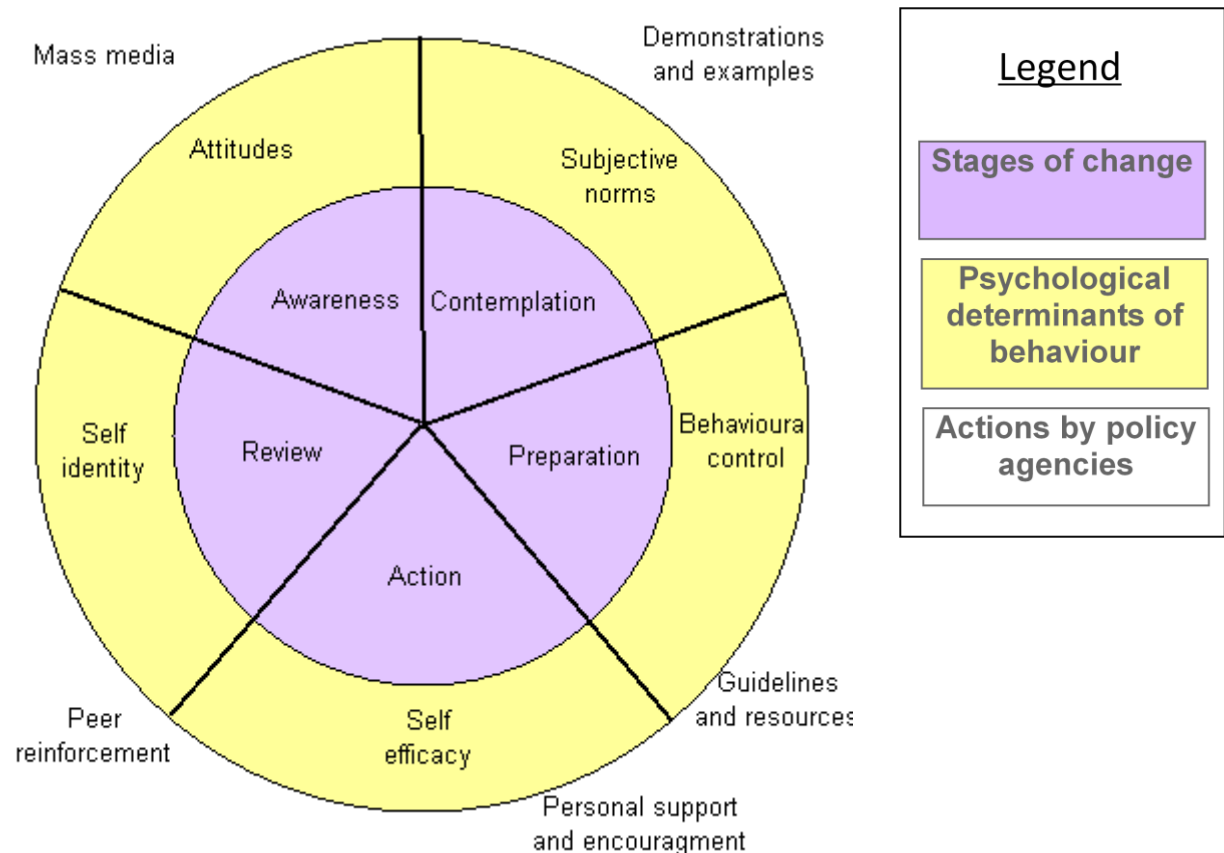 Mass media
Demonstrations
and examples
Attitudes
Subjective
norms
Awareness
Contemplation
Self
identity
Review
Preparation
Behavioura
control
Action
Guidelines
and resources
Peer
reinforcement
Self
efficacy
Personal support
and encouragment
Legend
Stages of change
Psychological
determinants of
behaviour
Actions by policy
agencies